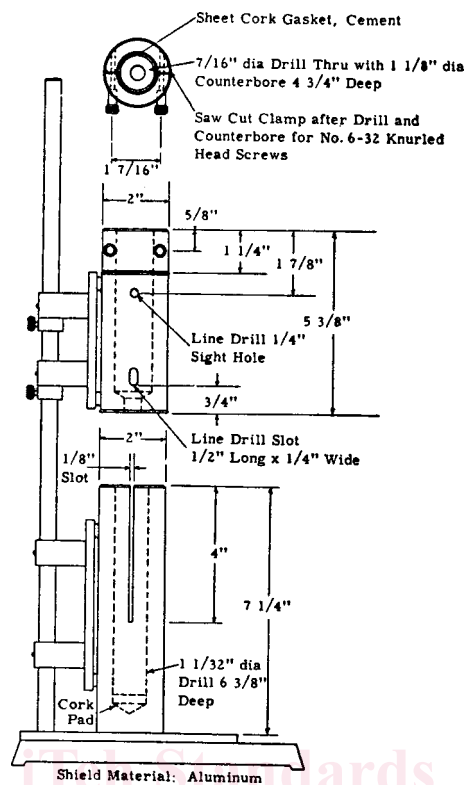 Sheet Cork Gasket, Cement
7/16" dia Drill Thru with 1 1/8" dia
Counterbore 4 3/4" Deep
Saw Cut Clamp after Drill and
Counterbore for No. 6-32 Knurled
Head Screws
1 7/16"
2"
5/8"
1 1/4"
1 7/8"
5 3/8"
Line Drill 1/4"
Sight Hole
3/4"
Line Drill Slot
1/2" Long x 1/4" Wide
2"
1/8"
Slot
4"
7 1/4"
1 1/32" dia
Drill 6 3/8"
Deep
Cork
Pad
iTeh Standards
Shield Material: Aluminum